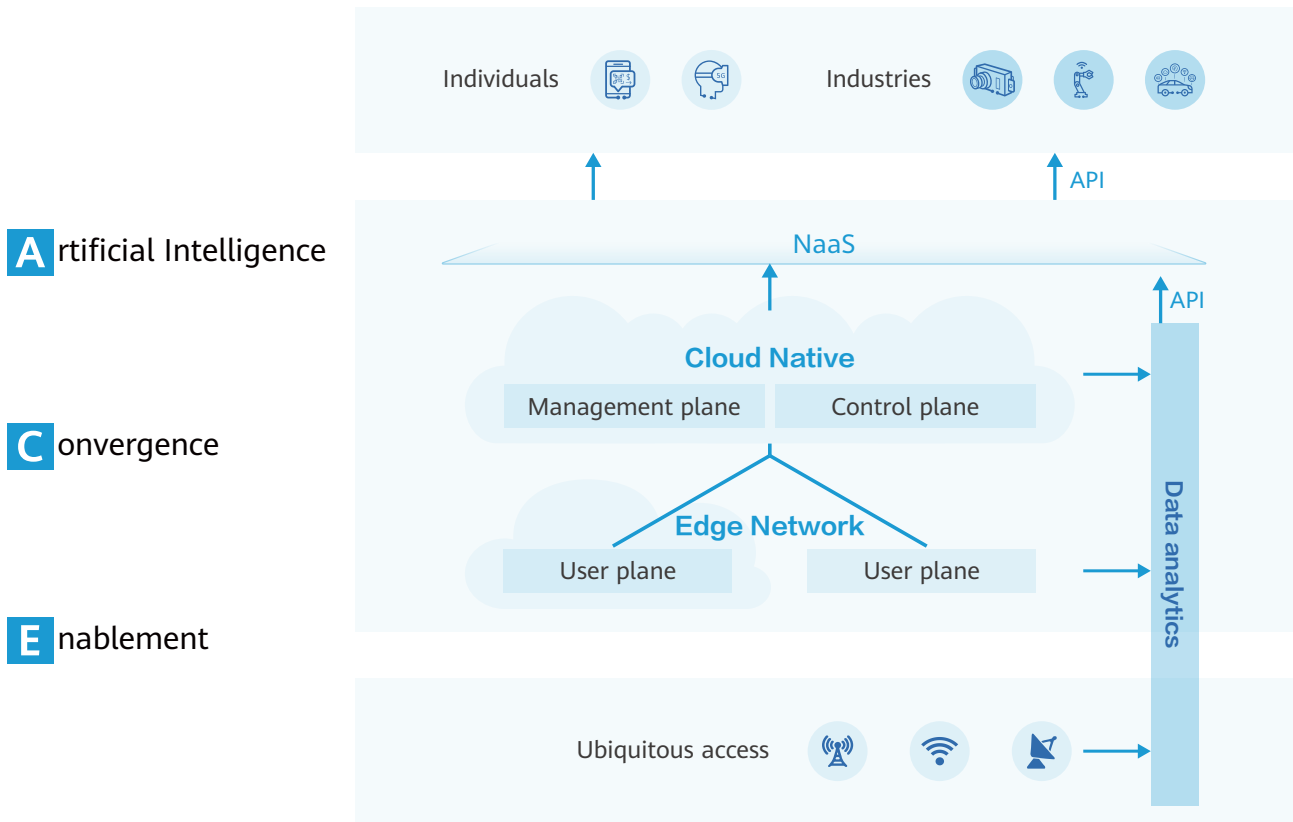 Individuals
5G
Industries
API
Artificial Intelligence
NaaS
API
Cloud Native
Management plane
Control plane
Convergence
Edge Network
User plane
User plane
Data analytics
Enablement
Ubiquitous access